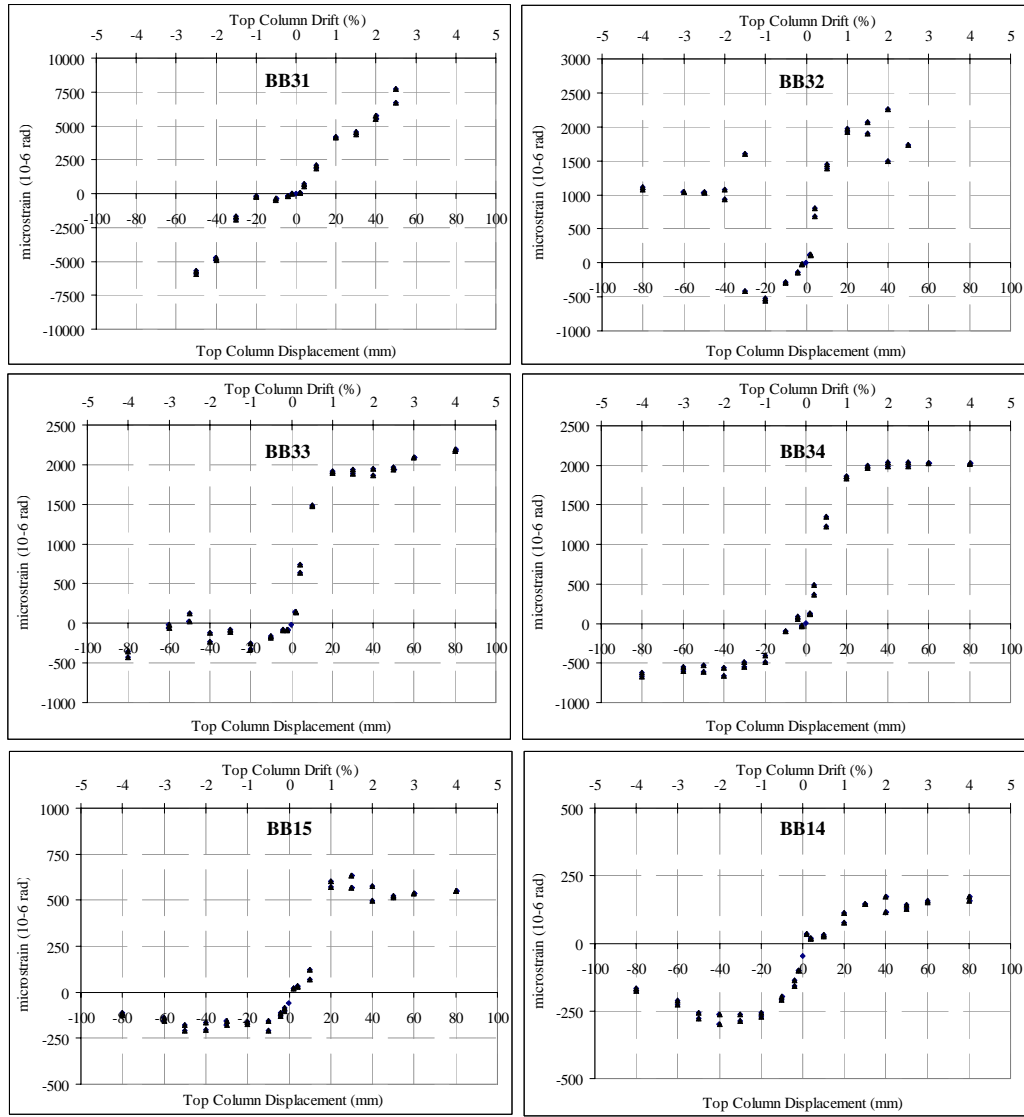 Top Column Drift (%)
-5 -4 -3 -2 -1 0 1 2 3 4 5
BB31
microstrain (10-6 rad)
10000
7500
5000
2500
0
-2500
-5000
-7500
-10000
-100 -80 -60 -40 -20 0 20 40 60 80 100
Top Column Displacement (mm)
Top Column Drift (%)
-5 -4 -3 -2 -1 0 1 2 3 4 5
BB32
microstrain (10-6 rad)
3000
2500
2000
1500
1000
500
0
-500
-1000
-100 -80 -60 -40 -20 0 20 40 60 80 100
Top Column Displacement (mm)
Top Column Drift (%)
-5 -4 -3 -2 -1 0 1 2 3 4 5
BB33
microstrain (10-6 rad)
2500
2000
1500
1000
500
0
-500
-1000
-100 -80 -60 -40 -20 0 20 40 60 80 100
Top Column Displacement (mm)
Top Column Drift (%)
-5 -4 -3 -2 -1 0 1 2 3 4 5
BB34
microstrain (10-6 rad)
2500
2000
1500
1000
500
0
-500
-1000
-100 -80 -60 -40 -20 0 20 40 60 80 100
Top Column Displacement (mm)
Top Column Drift (%)
-5 -4 -3 -2 -1 0 1 2 3 4 5
BB15
microstrain (10-6 rad)
1000
750
500
250
0
-250
-500
-100 -80 -60 -40 -20 0 20 40 60 80 100
Top Column Displacement (mm)
Top Column Drift (%)
-5 -4 -3 -2 -1 0 1 2 3 4 5
BB14
microstrain (10-6 rad)
500
250
0
-250
-500
-100 -80 -60 -40 -20 0 20 40 60 80 100
Top Column Displacement (mm)